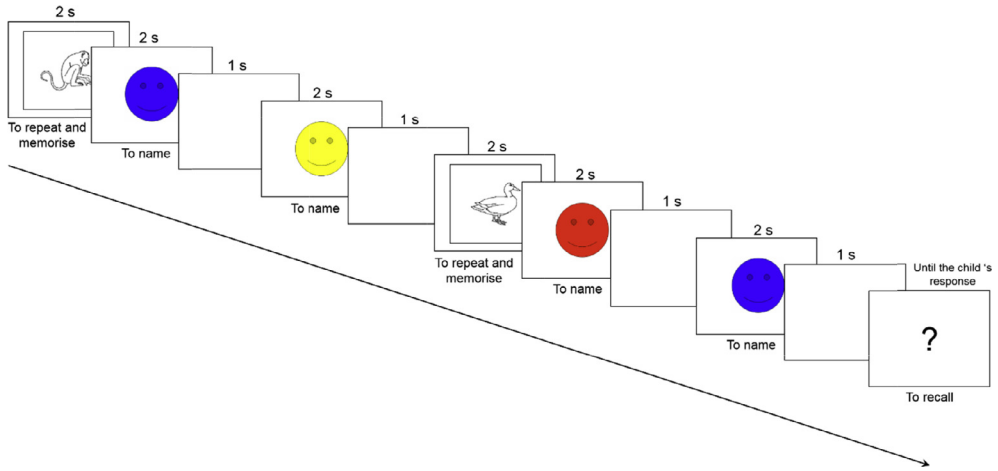 2 s
To repeat and
memorise
2 s
To name
1 s
2 s
To name
1 s
2 s
To repeat and
memorise
2 s
To name
1 s
2 s
To name
1 s
Until the child 's
response
?
To recall